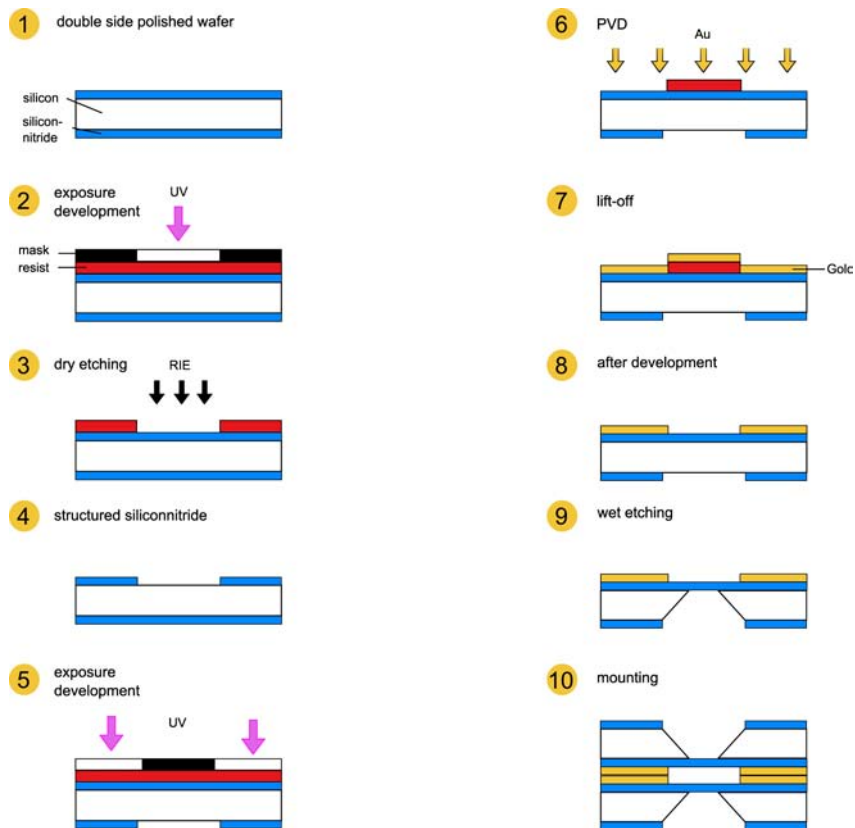 1 double side polished wafer
silicon
silicon-
nitride
2 exposure
development
UV
mask
resist
3 dry etching
RIE
4 structured siliconnitride
5 exposure
development
UV
6 PVD
Au
7 lift-off
Golc
8 after development
9 wet etching
10 mounting